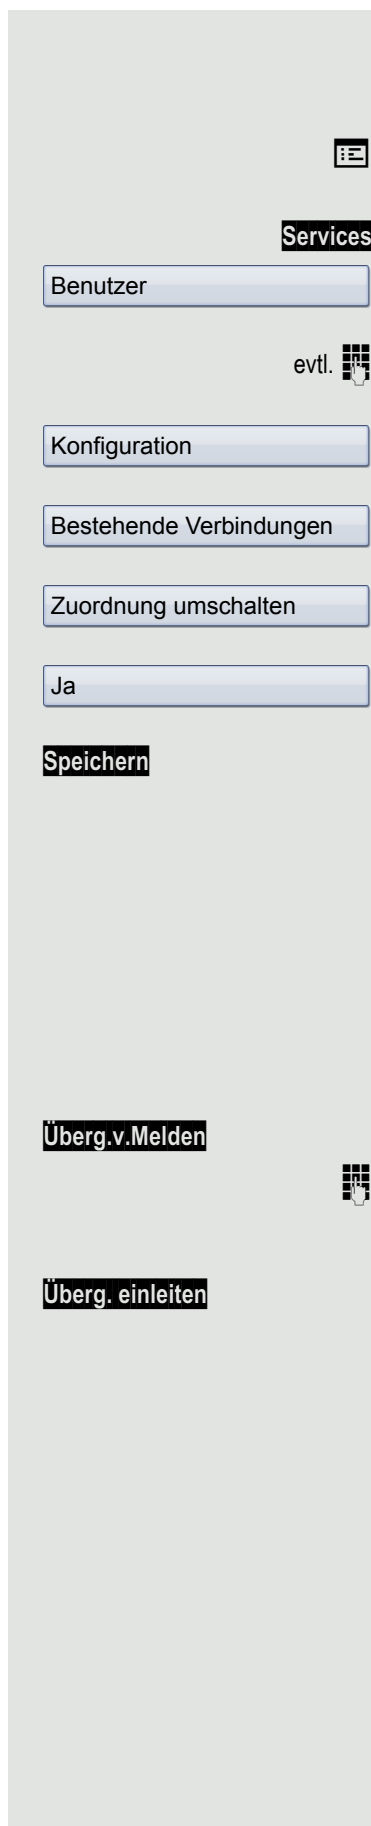 Services
Benutzer
evtl.
Konfiguration
Bestehende Verbindungen
Zuordnung umschalten
Ja
Speichern
Überg.v.Melden
Überg. einleiten